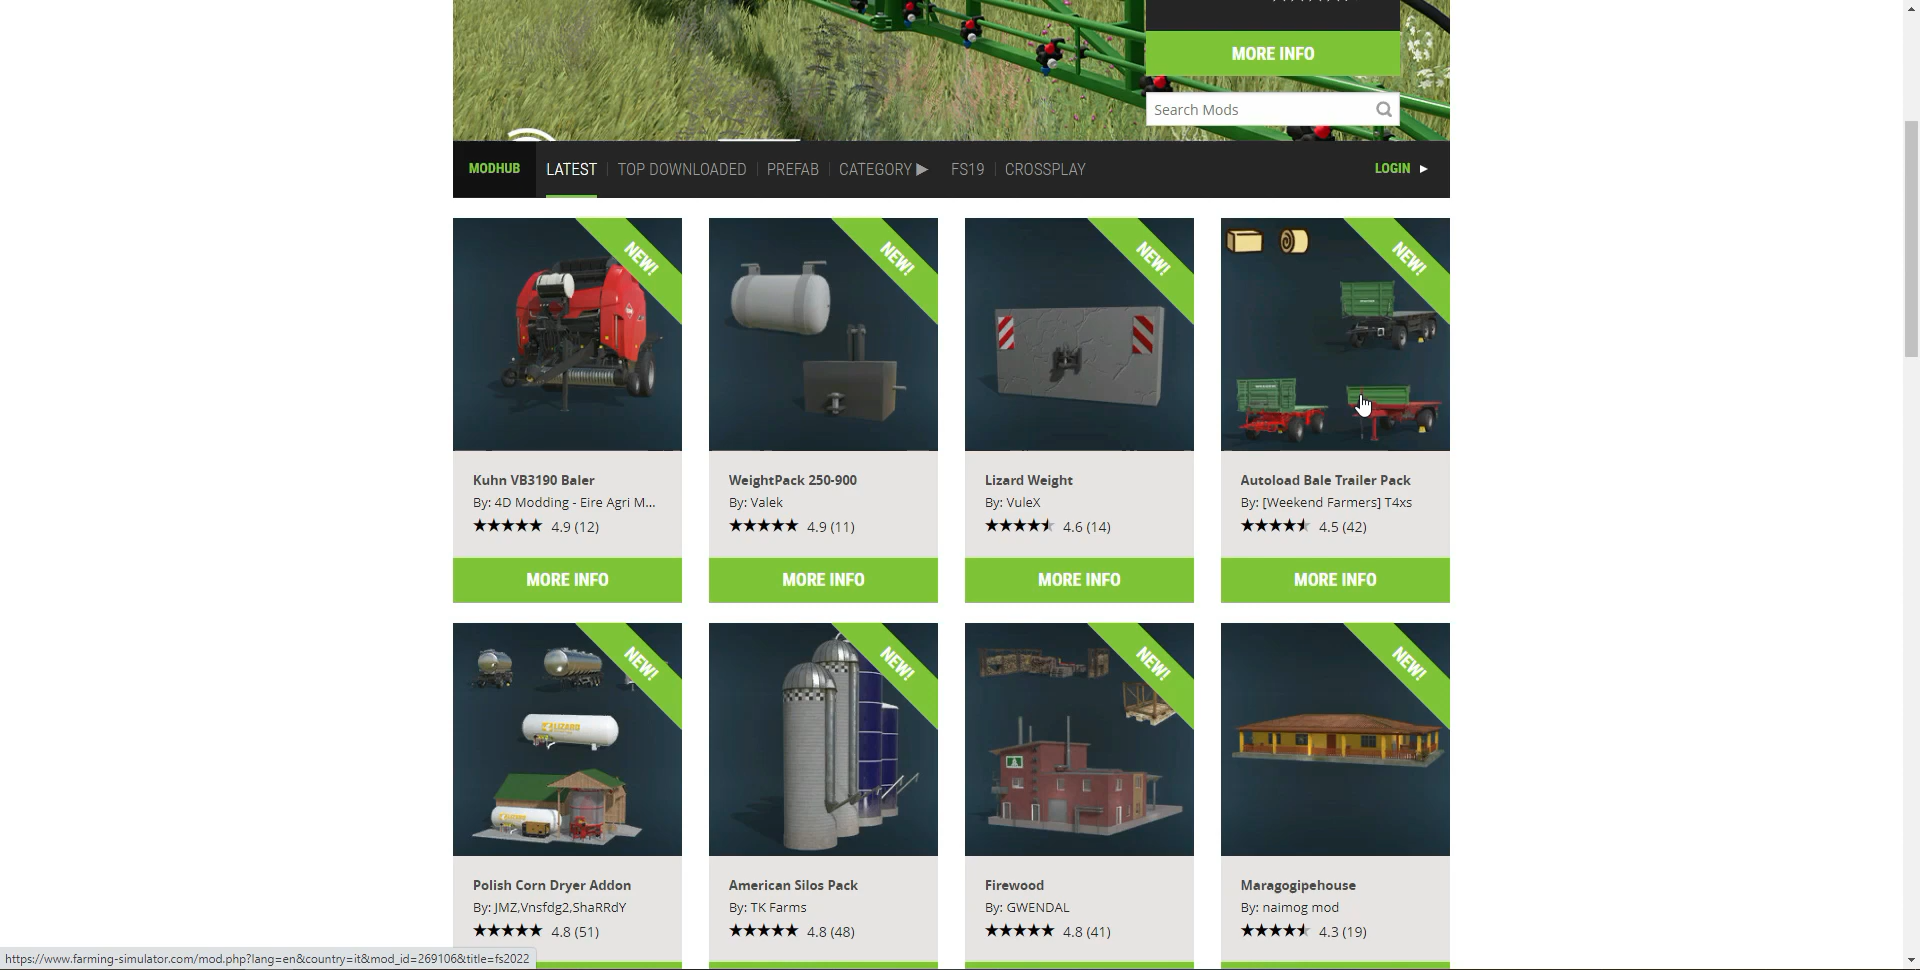 MORE INFO
Search Mods
MODHUB
LATEST
TOP DOWNLOADED
PREFAB
CATEGORY ▶
FS19
CROSSPLAY
LOGIN ▶
NEW!
NEW!
NEW!
NEW!
Kuhn VB3190 Baler
By: 4D Modding - Eire Agri M...
★★★★★ 4.9 (12)
MORE INFO
WeightPack 250-900
By: Valek
★★★★★ 4.9 (11)
MORE INFO
Lizard Weight
By: VuleX
4.6 (14)
MORE INFO
Autoload Bale Trailer Pack
By: [Weekend Farmers] T4xs
4.5 (42)
MORE INFO
NEW!
NEW!
NEW!
NEW!
LIZARD
Polish Corn Dryer Addon
By: JMZ,Vnsfdg2,ShaRRdY
★★★★★ 4.8 (51)
American Silos Pack
By: TK Farms
★★★★★ 4.8 (48)
Firewood
By: GWENDAL
★★★★★ 4.8 (41)
Maragogipehouse
By: naimog mod
4.3 (19)
https://www.farming-simulator.com/mod.php?lang=en&country=it&mod_id=269106&title=fs2022